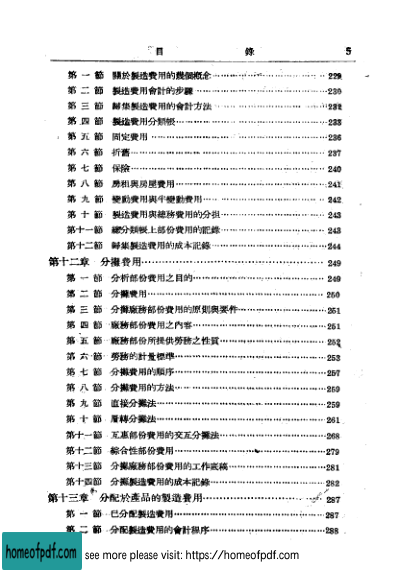 目 錄 5
第一節 關於製造費用的幾個概念 229
第二節 製造費用會計的步驟 230
第三節 歸集製造費用的會計方法 231
第四節 製造費用分類帳 233
第五節 固定費用 236
第六節 折舊 237
第七節 保險 240
第八節 房租與房屋費用 241
第九節 變動費用與半變動費用 242
第十節 製造費用與總務費用的分担 243
第十一節 總分類帳上部份費用的記錄 243
第十二節 歸集製造費用的成本記錄 244
第十二章 分攤費用 249
第一節 分析部份費用之目的 249
第二節 分攤費用 250
第三節 分攤廠務部份費用的原則與要件 251
第四節 廠務部份費用之內容 251
第五節 廠務部份所提供勞務之性質
第六節 勞務的計量標準 253
第七節 分攤費用的順序 257
第八節 分攤費用的方法 259
第九節 直接分攤法 259
第十節 層轉分攤法 261
第十一節 互惠部份費用的交互分攤法 268
第十二節 綜合性部份費用 279
第十三節 分攤廠務部份費用的工作底稿 281
第十四節 分攤製造費用的成本記錄 282
第十三章 分配於產品的製造費用 287
第一節 已分配製造費用 287
第二節 分配製造費用的會計程序 288
homeofpdf.com see more please visit: https://homeofpdf.com